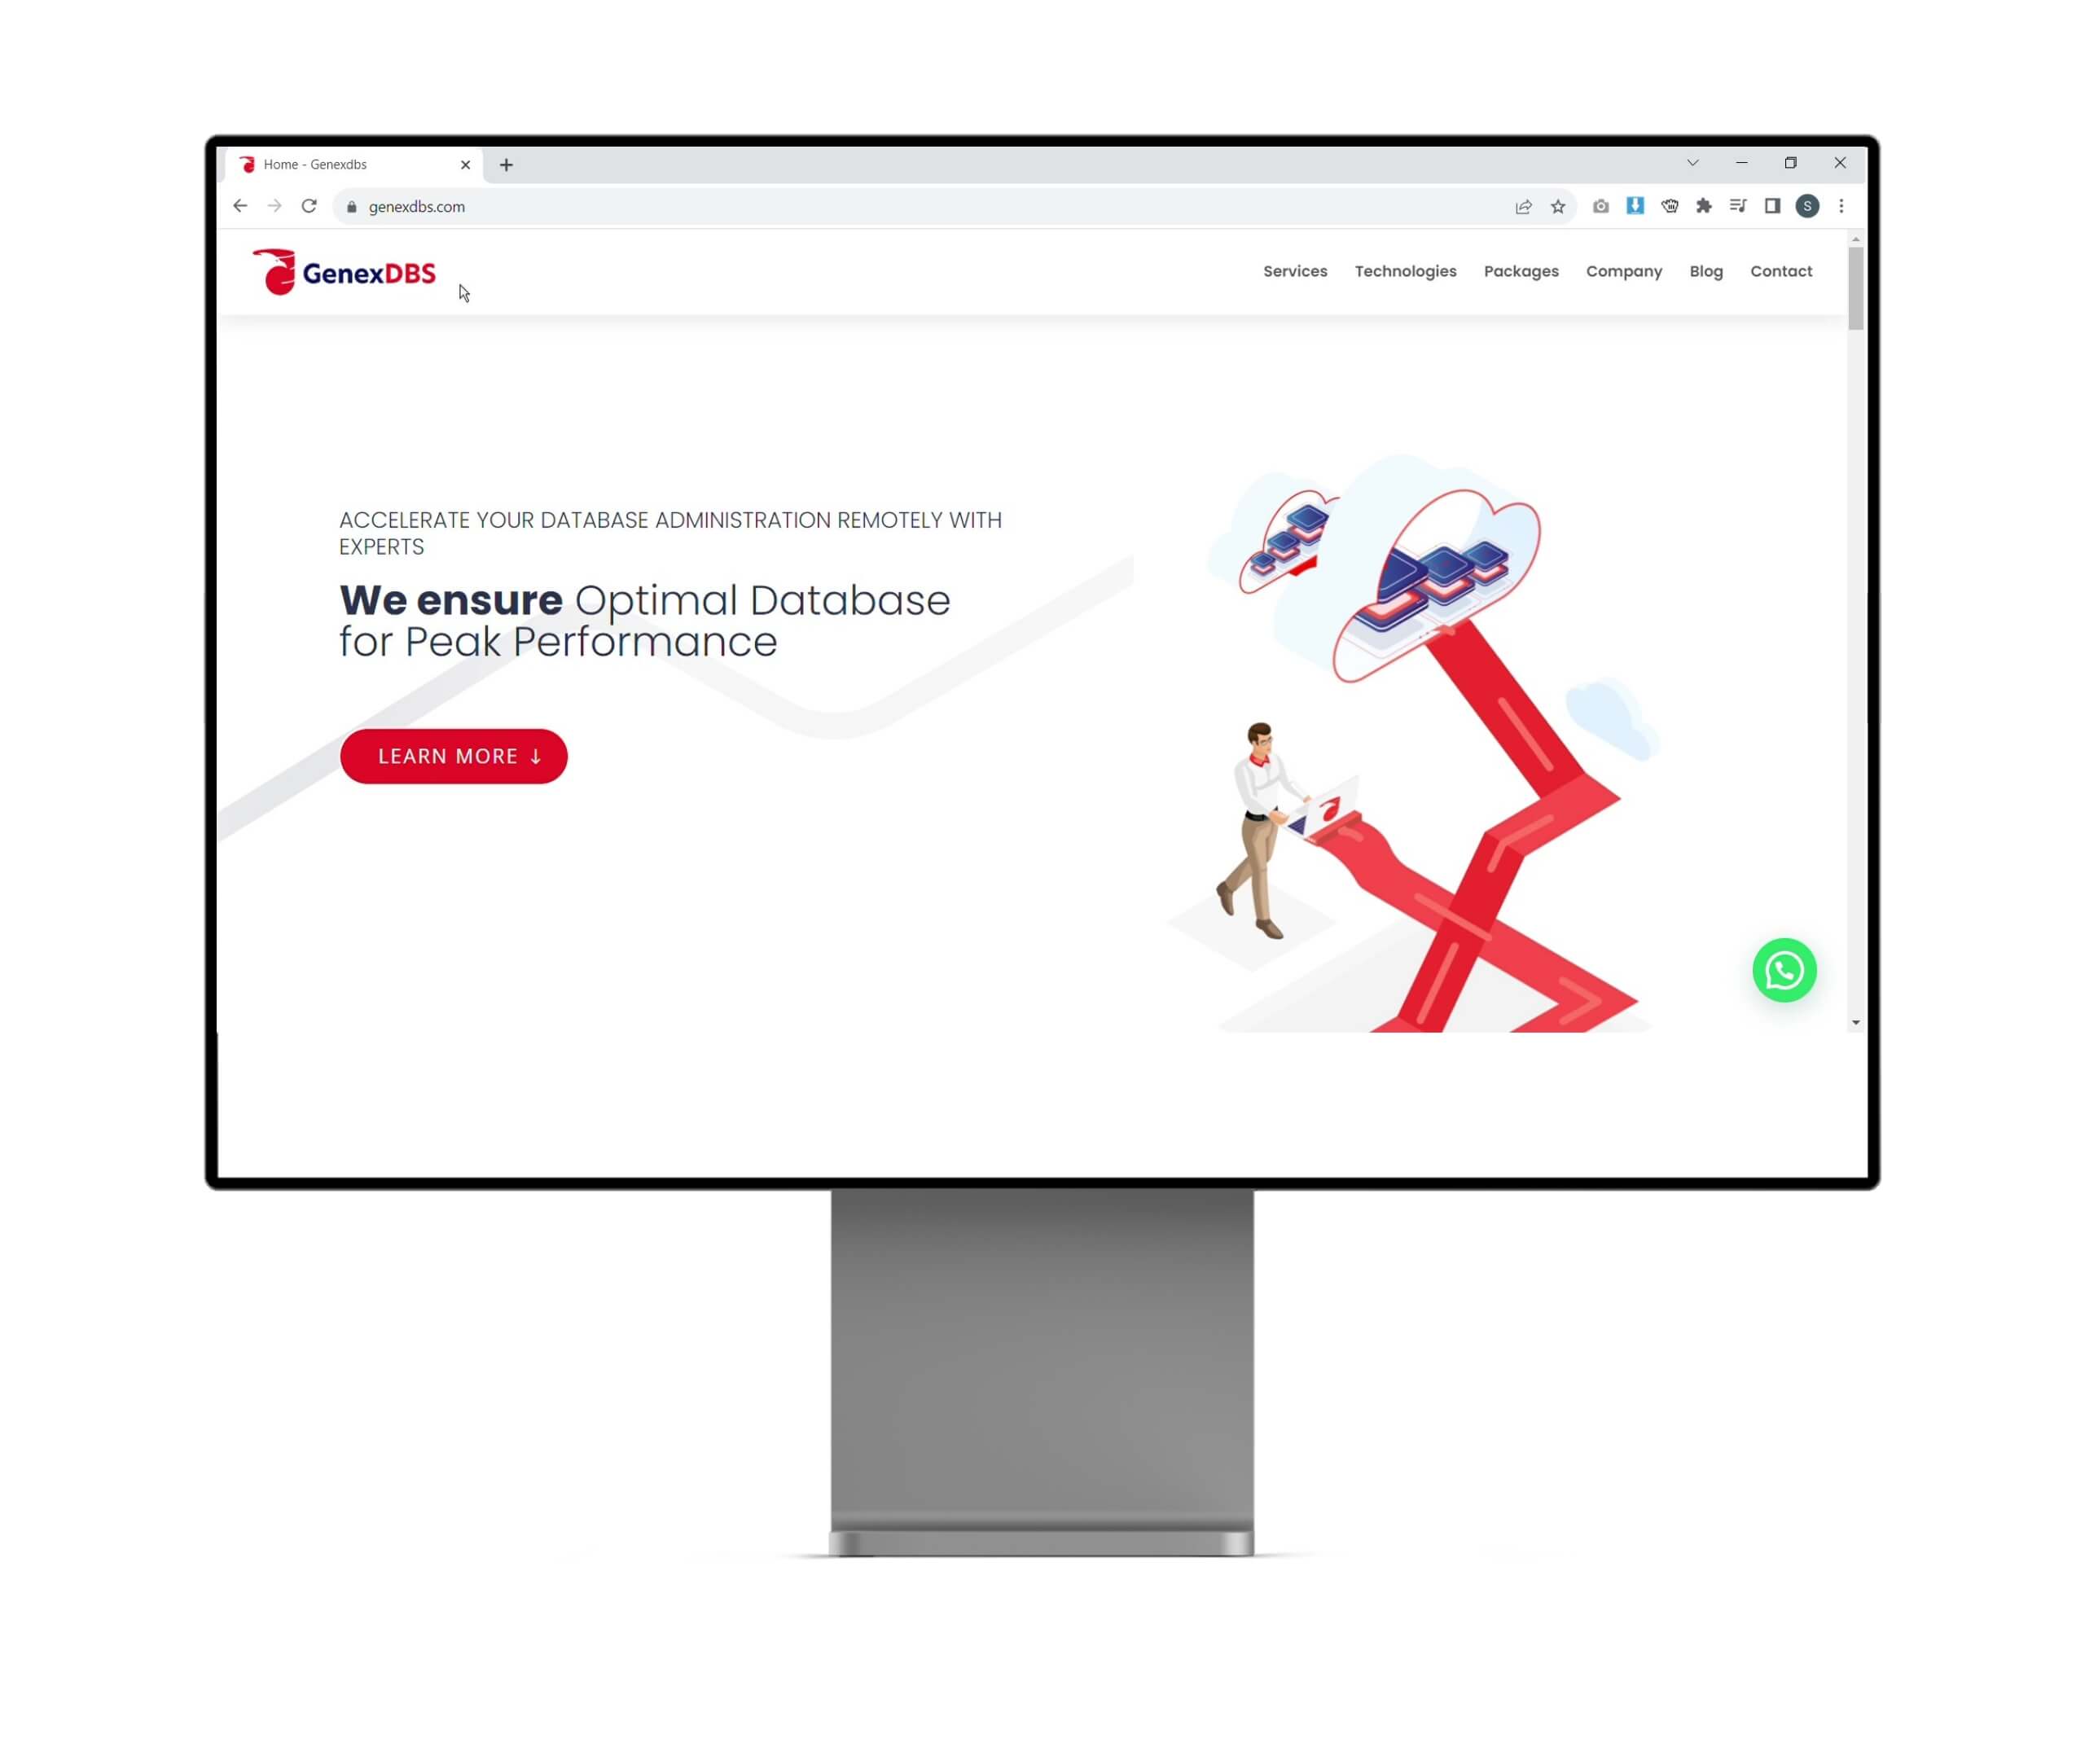 Home - Genexdbs
genexdbs.com
S
GenexDBS
Services Technologies Packages Company Blog Contact
ACCELERATE YOUR DATABASE ADMINISTRATION REMOTELY WITH
EXPERTS
We ensure Optimal Database
for Peak Performance
LEARN MORE ↓